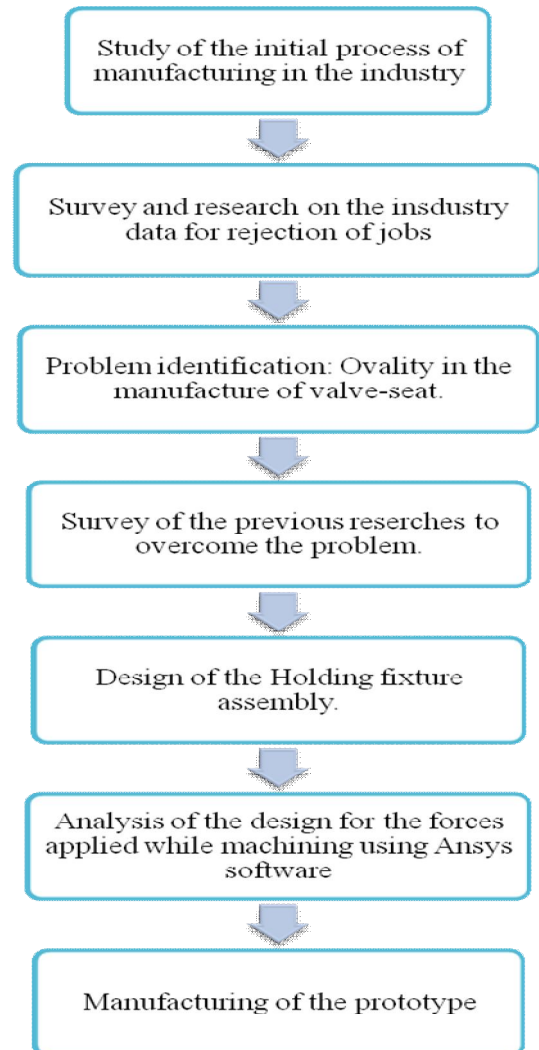 Study of the initial process of
manufacturing in the industry
Survey and research on the insdustry
data for rejection of jobs
Problem identification: Ovality in the
manufacture of valve-seat.
Survey of the previous reserches to
overcome the problem.
Design of the Holding fixture
assembly.
Analysis of the design for the forces
applied while machining using Ansys
software
Manufacturing of the prototype